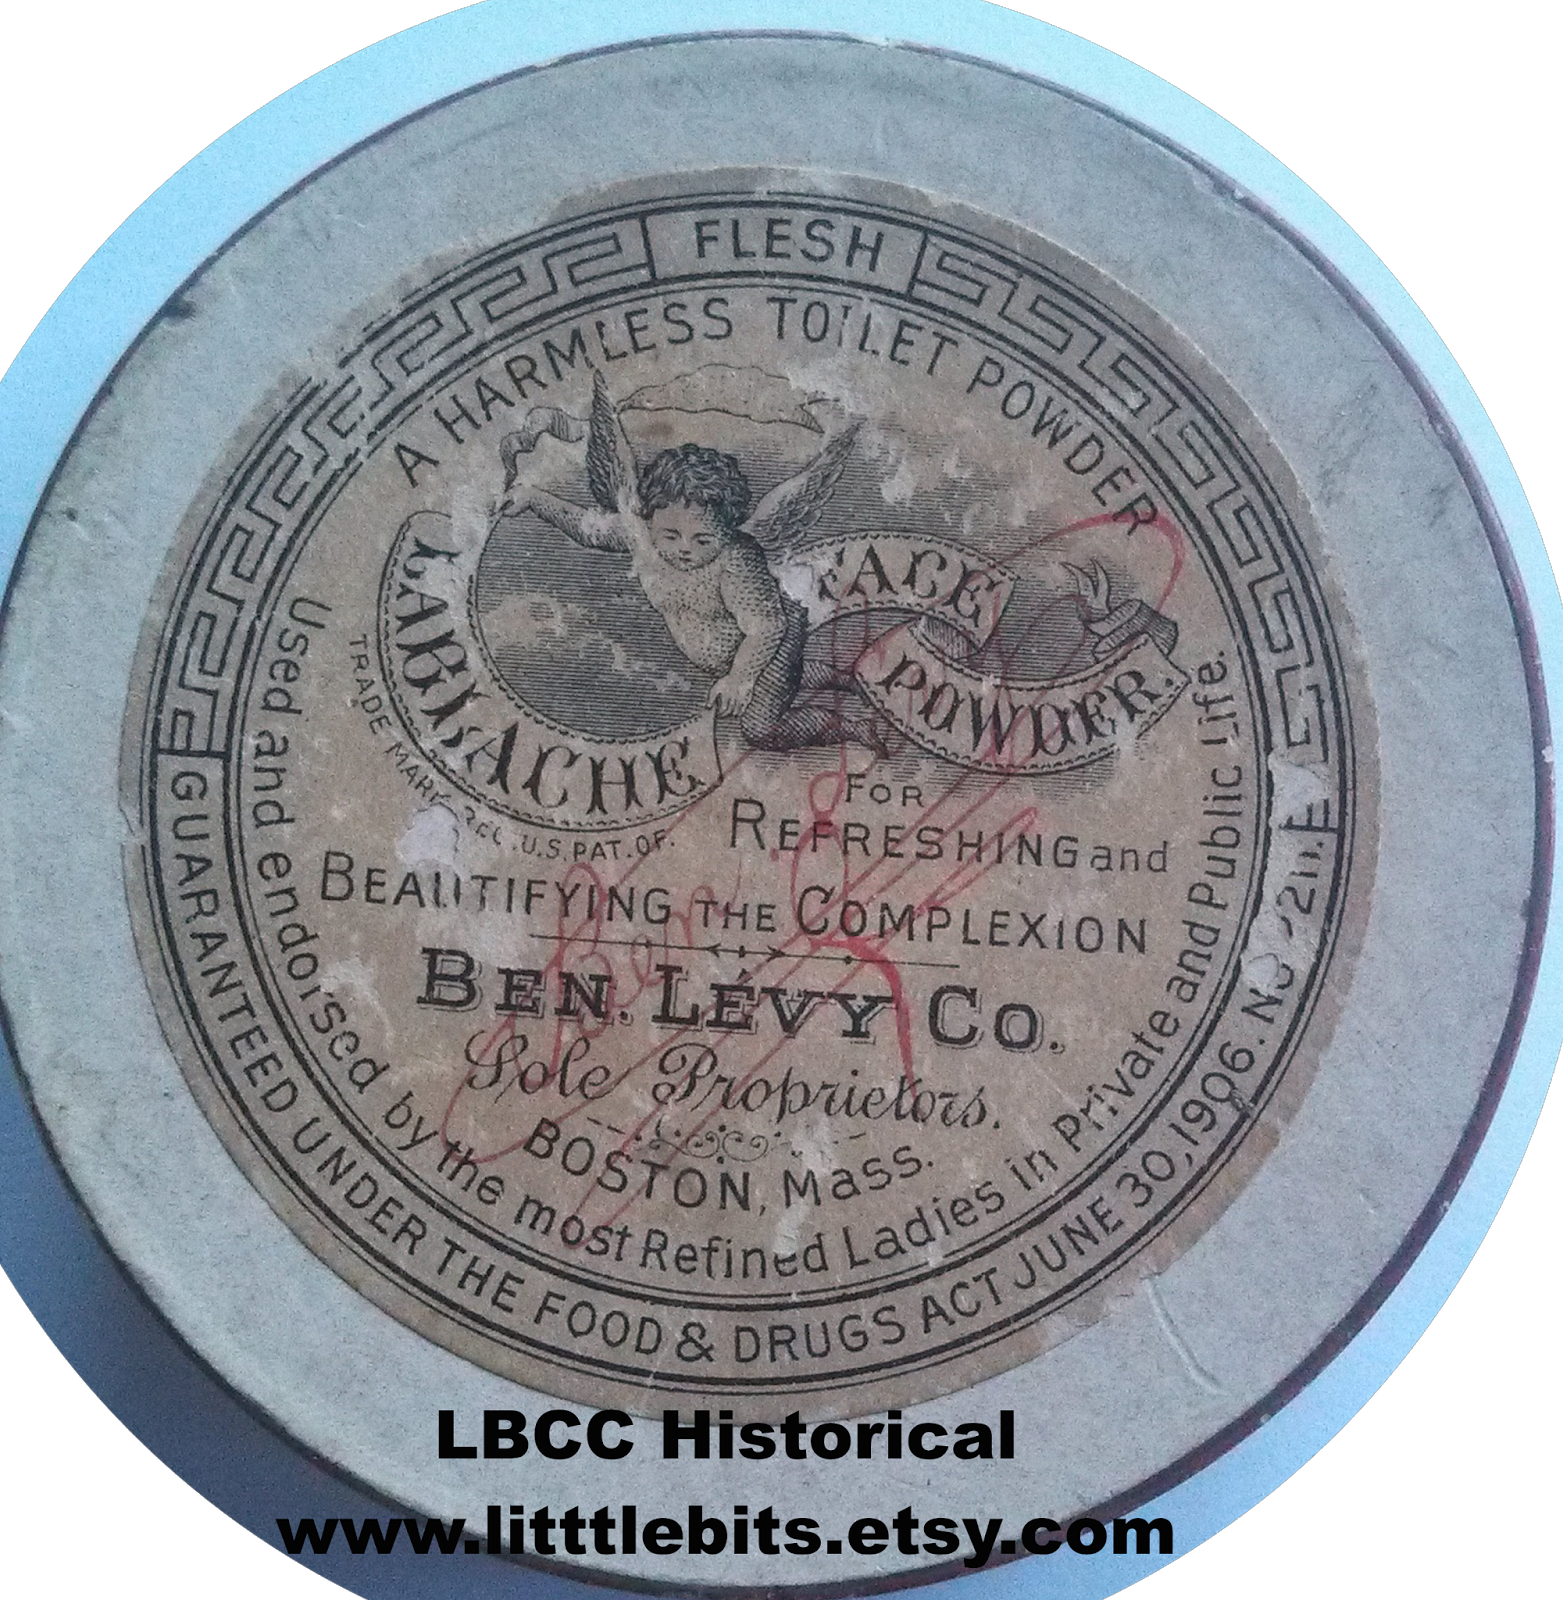 FLESH
A HARMLESS TOILET POWDER
LABLACHE
FACE
POWDER.
TRADE MARK REG. U.S. PAT. OF.
FOR
REFRESHING and
BEAUTIFYING THE COMPLEXION
BEN. LÉVY CO.
Sole Proprietors.
BOSTON, Mass.
Used and endorsed by the most Refined Ladies in Private and Public Life.
GUARANTEED UNDER THE FOOD & DRUGS ACT JUNE 30, 1906.
LBCC Historical
www.litttlebits.etsy.com